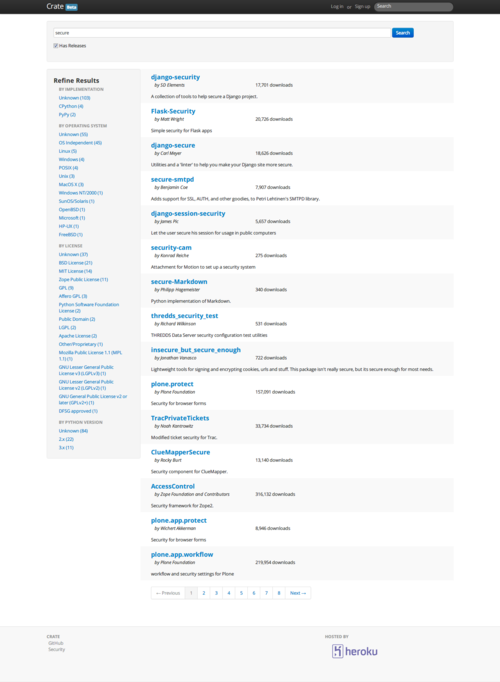 Crate Beta
Log in or Sign up Search
secure Search
Has Releases
Refine Results
BY IMPLEMENTATION
Unknown (103)
CPython (4)
PyPy (2)
BY OPERATING SYSTEM
Unknown (55)
OS Independent (45)
Linux (5)
Windows (4)
POSIX (4)
Unix (3)
MacOS X (3)
Windows NT/2000 (1)
SunOS/Solaris (1)
OpenBSD (1)
Microsoft (1)
HP-UX (1)
FreeBSD (1)
BY LICENSE
Unknown (37)
BSD License (21)
MIT License (14)
Zope Public License (11)
GPL (9)
Affero GPL (3)
Python Software Foundation
License (2)
Public Domain (2)
LGPL (2)
Apache License (2)
Other/Proprietary (1)
Mozilla Public License 1.1 (MPL
1.1) (1)
GNU Lesser General Public
License v3 (LGPLv3) (1)
GNU Lesser General Public
License v2 (LGPLv2) (1)
GNU General Public License v2 or
later (GPLv2+) (1)
DFSG approved (1)
BY PYTHON VERSION
Unknown (84)
2.x (22)
3.x (11)
django-security
by SD Elements 17,701 downloads
A collection of tools to help secure a Django project.
Flask-Security
by Matt Wright 20,726 downloads
Simple security for Flask apps
django-secure
by Carl Meyer 18,626 downloads
Utilities and a 'linter' to help you make your Django site more secure.
secure-smtpd
by Benjamin Coe 7,907 downloads
Adds support for SSL, AUTH, and other goodies, to Petri Lehtinen's SMTPD library.
django-session-security
by James Pic 5,657 downloads
Let the user secure his session for usage in public computers
security-cam
by Konrad Reiche 275 downloads
Attachment for Motion to set up a security system
secure-Markdown
by Philipp Hagemeister 340 downloads
Python implementation of Markdown.
thredds_security_test
by Richard Wilkinson 931 downloads
THREDDS Data Server security configuration test utilities
insecure_but_secure_enough
by Jonathan Vanasco 722 downloads
Lightweight tools for signing and encrypting cookies, urls and stuff. This package isn't really secure, but its secure enough for most needs.
plone.protect
by Plone Foundation 157,091 downloads
Security for browser forms
TracPrivateTickets
by Noah Kantrowitz 33,734 downloads
Modified ticket security for Trac.
ClueMapperSecure
by Rocky Burt 13,140 downloads
Security component for ClueMapper.
AccessControl
by Zope Foundation and Contributors 316,132 downloads
Security framework for Zope2.
plone.app.protect
by Wichert Akkerman 8,946 downloads
Security for browser forms
plone.app.workflow
by Plone Foundation 219,954 downloads
workflow and security settings for Plone
← Previous 1 2 3 4 5 6 7 8 Next →
CRATE
GitHub
Security
HOSTED BY
heroku